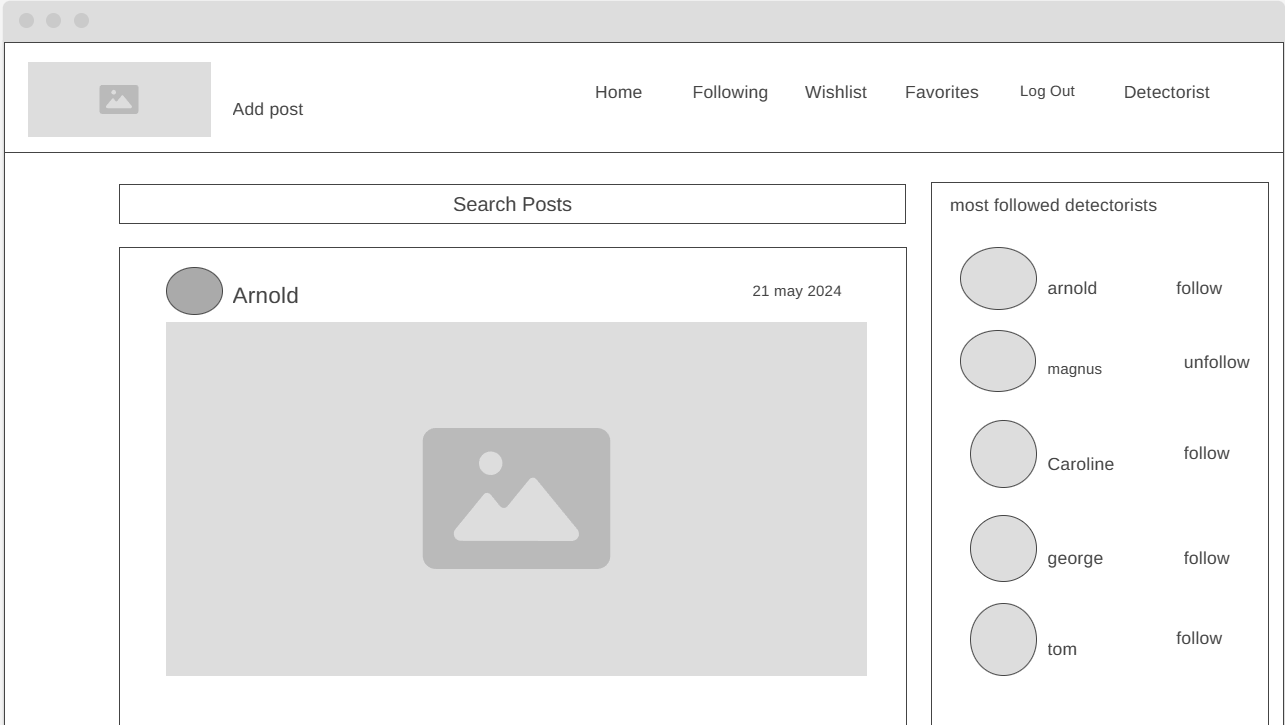 Add post
Home
Following
Wishlist
Favorites
Log Out
Detectorist
Search Posts
Arnold
21 may 2024
most followed detectorists
arnold
follow
magnus
unfollow
Caroline
follow
george
follow
tom
follow